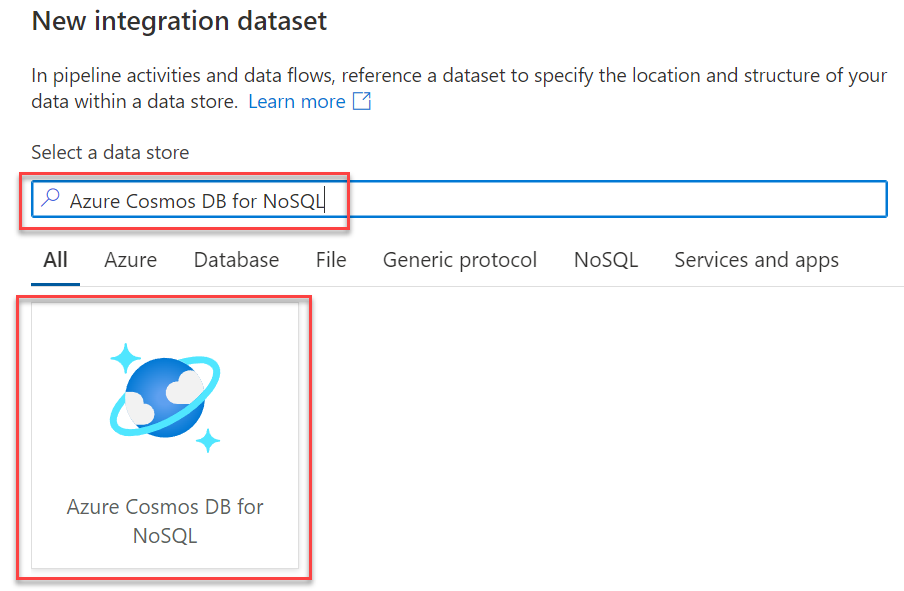 New integration dataset
In pipeline activities and data flows, reference a dataset to specify the location and structure of your
data within a data store. Learn more
Select a data store
Azure Cosmos DB for NoSQL
All Azure Database File Generic protocol NoSQL Services and apps
Azure Cosmos DB for
NoSQL